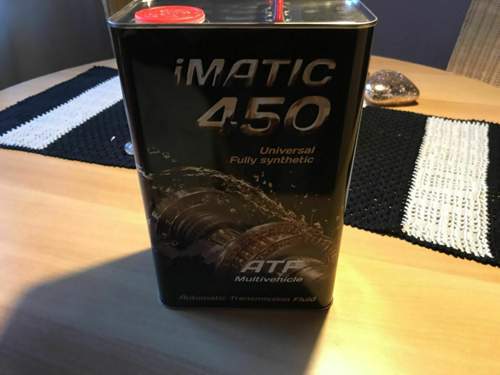 iMATIC
450
Universal
Fully synthetic
ATF
Multivehicle
Automatic Transmission Fluid